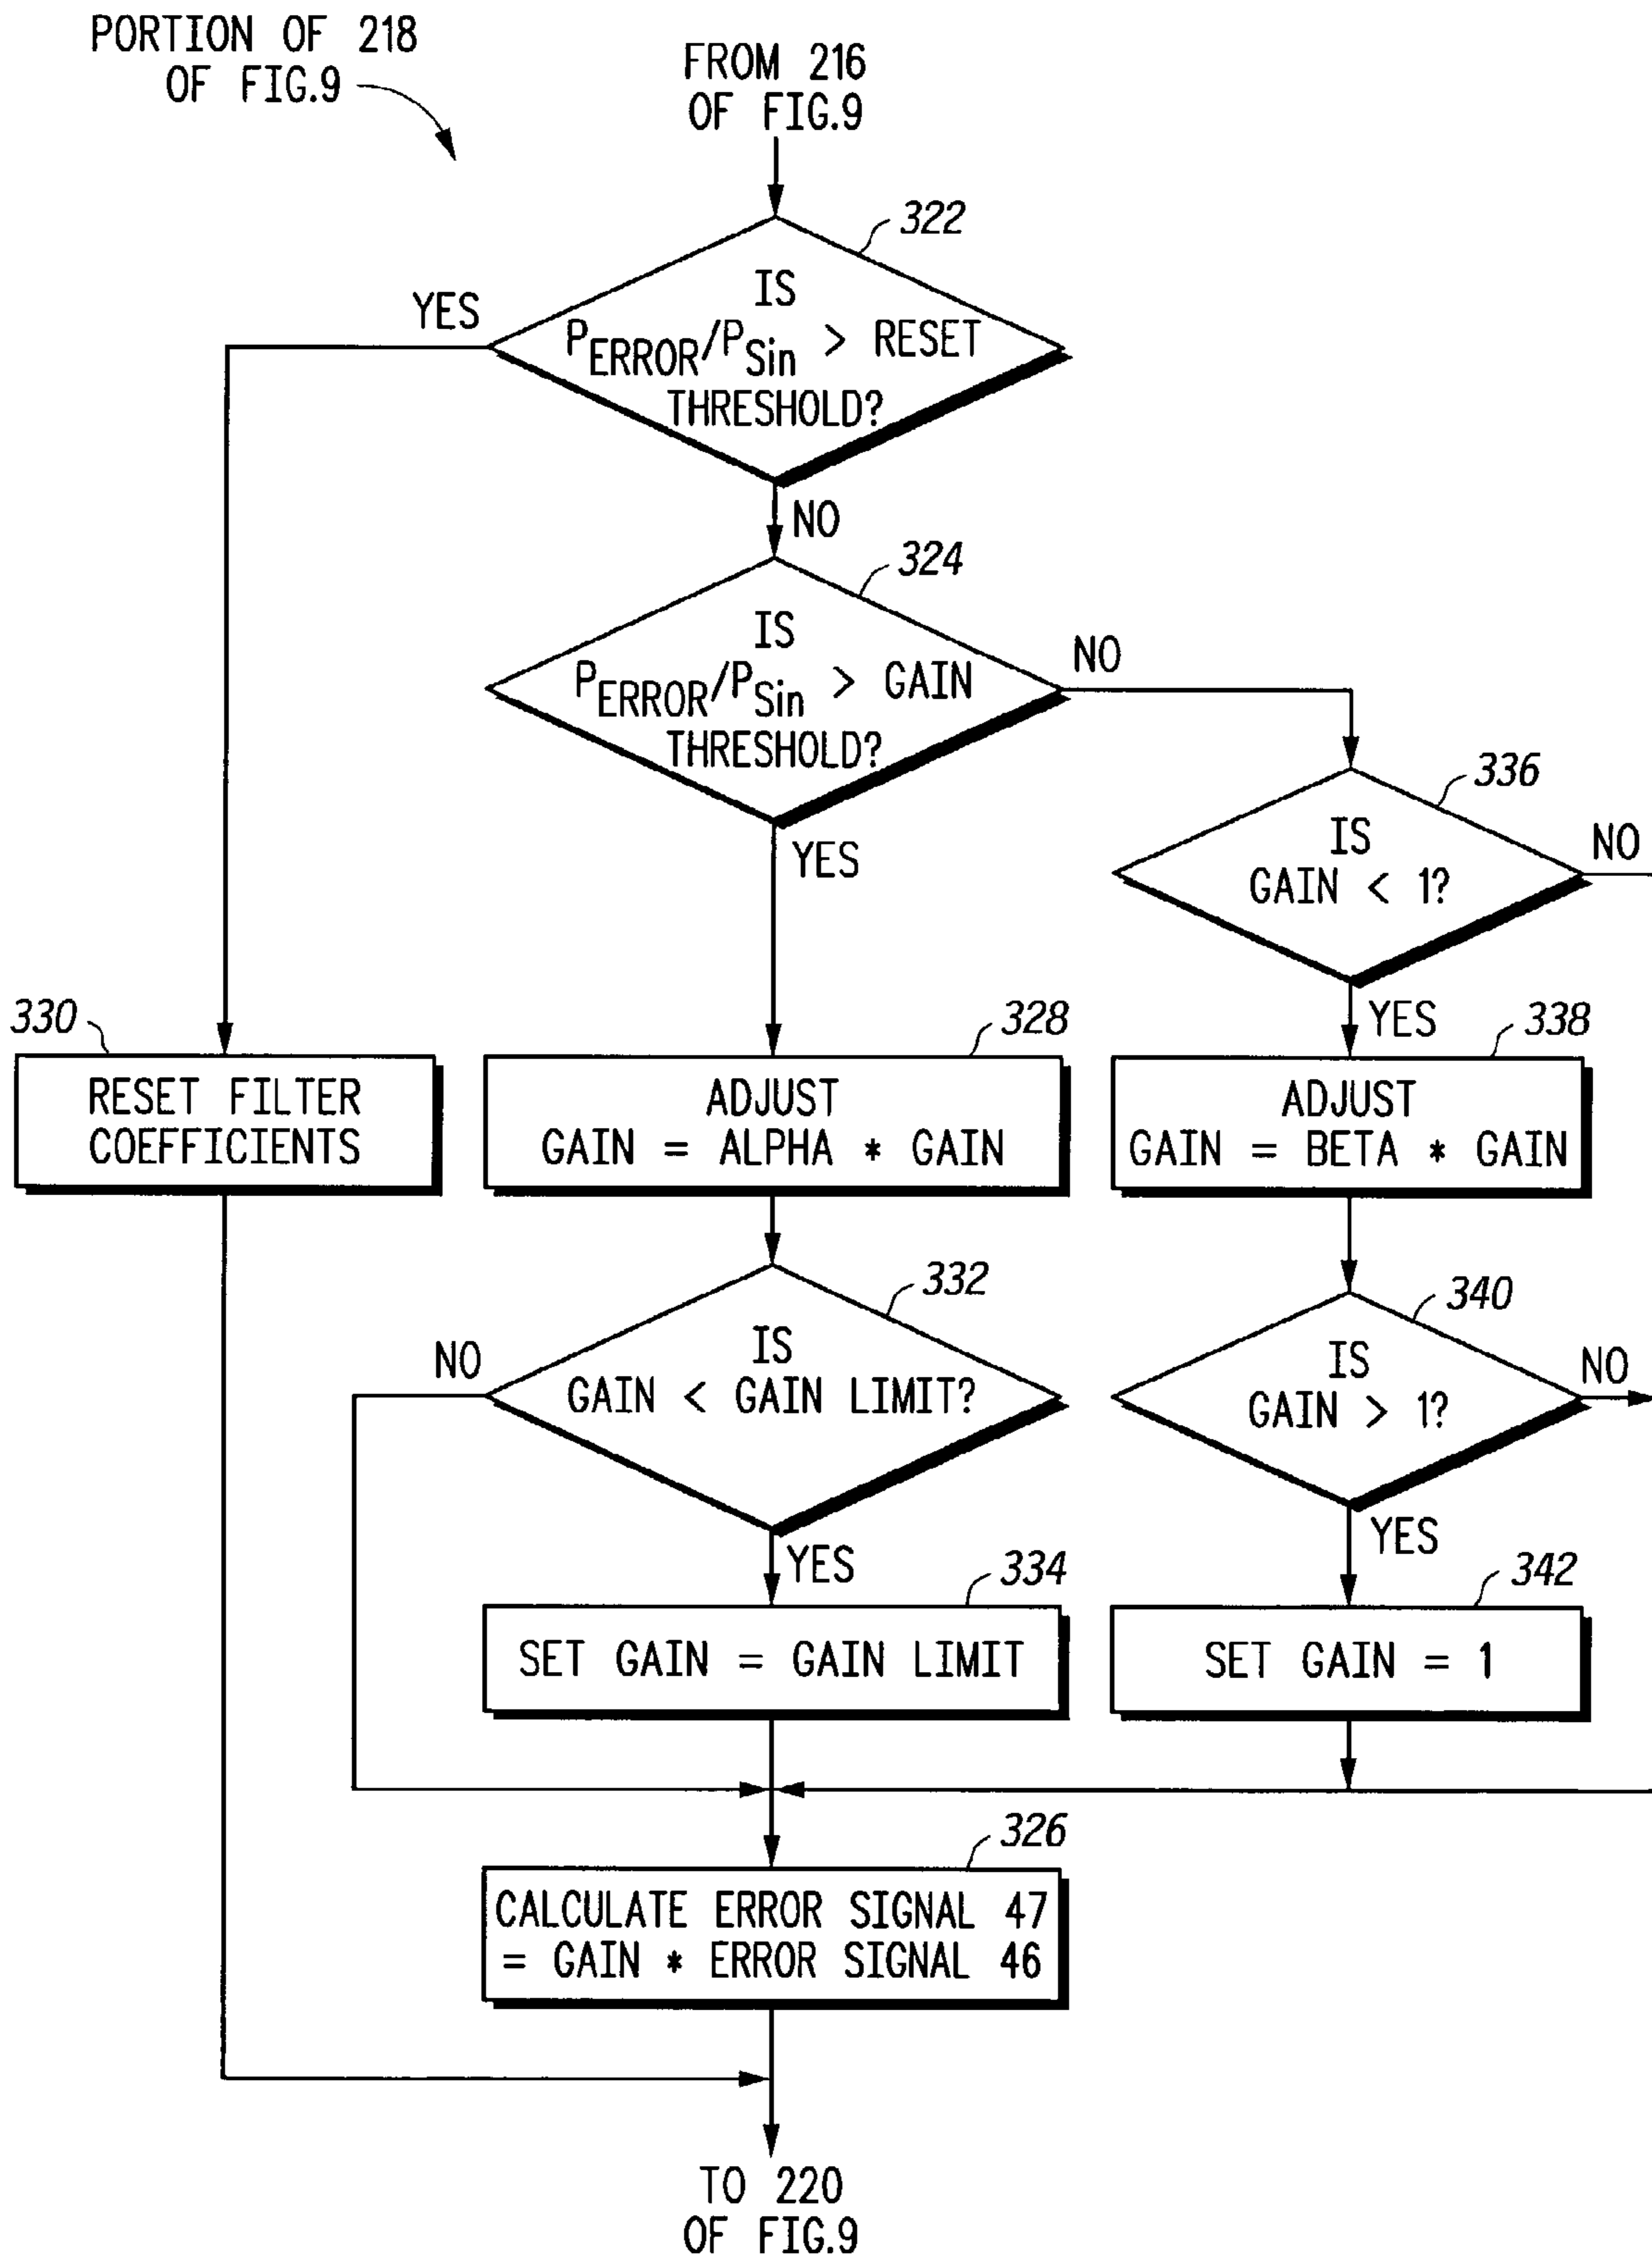 PORTION OF 218
OF FIG.9
FROM 216
OF FIG.9
322
IS
PERROR/PSin > RESET
THRESHOLD?
YES
NO
324
IS
PERROR/PSin > GAIN
THRESHOLD?
NO
YES
336
IS
GAIN < 1?
NO
YES
330
RESET FILTER
COEFFICIENTS
328
ADJUST
GAIN = ALPHA * GAIN
338
ADJUST
GAIN = BETA * GAIN
332
IS
GAIN < GAIN LIMIT?
NO
YES
340
IS
GAIN > 1?
NO
YES
334
SET GAIN = GAIN LIMIT
342
SET GAIN = 1
326
CALCULATE ERROR SIGNAL 47
= GAIN * ERROR SIGNAL 46
TO 220
OF FIG.9